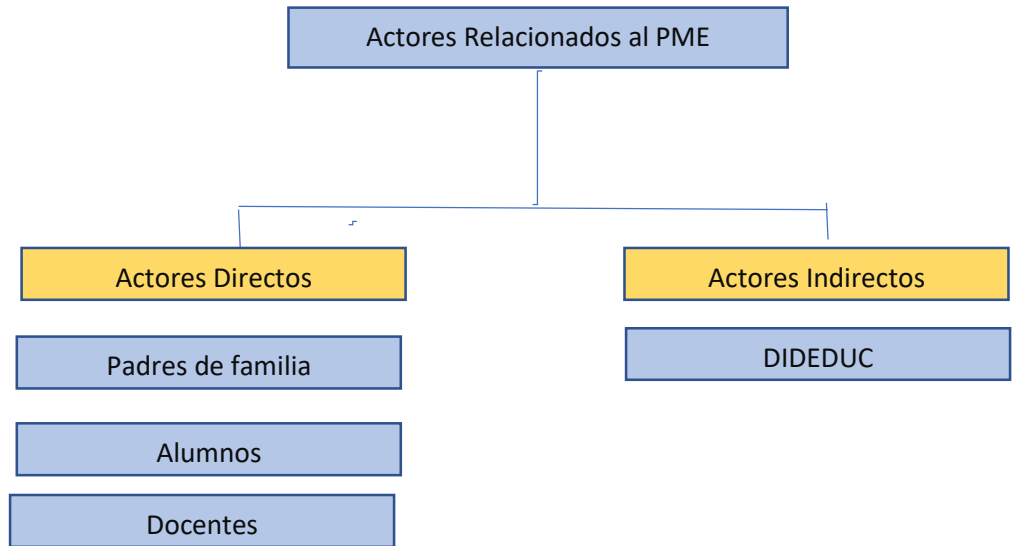 Actores Relacionados al PME
Actores Directos
Actores Indirectos
Padres de familia
DIDEDUC
Alumnos
Docentes